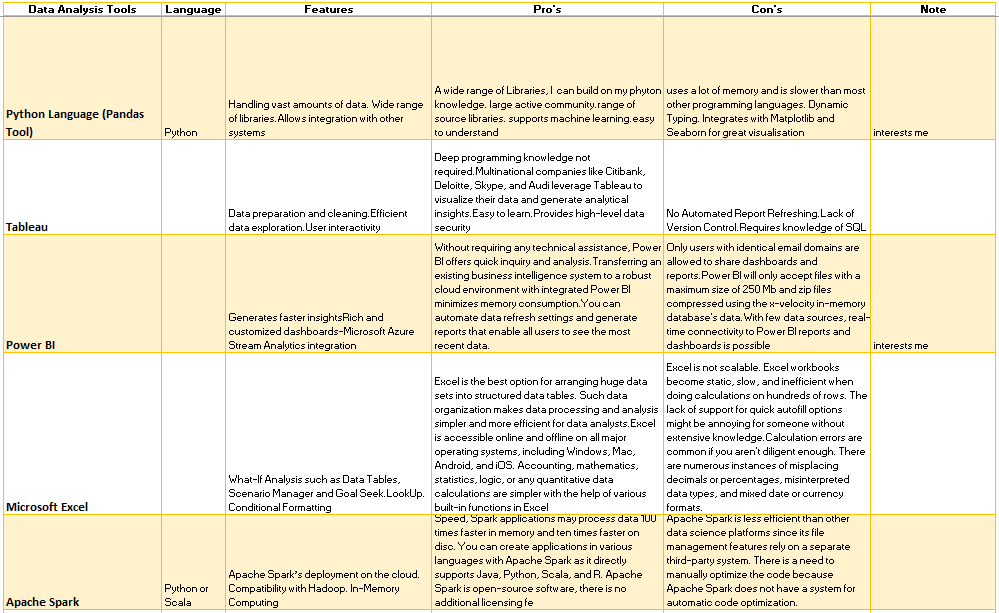 Data Analysis Tools Language Features Pro's Con's Note
Python Language (Pandas
Tool)
Python
Handling vast amounts of data. Wide range
of libraries.Allows integration with other
systems
A wide range of Libraries, I can build on my phyton
knowledge. large active community.range of
source libraries. supports machine learning.easy
to understand
uses a lot of memory and is slower than most
other programming languages. Dynamic
Typing. Integrates with Matplotlib and
Seaborn for great visualisation
interests me
Tableau
Data preparation and cleaning.Efficient
data exploration.User interactivity
Deep programming knowledge not
required.Multinational companies like Citibank,
Deloitte, Skype, and Audi leverage Tableau to
visualize their data and generate analytical
insights.Easy to learn.Provides high-level data
security
No Automated Report Refreshing.Lack of
Version Control.Requires knowledge of SQL
Power BI
Generates faster insightsRich and
customized dashboards-Microsoft Azure
Stream Analytics integration
Without requiring any technical assistance, Power
BI offers quick inquiry and analysis.Transferring an
existing business intelligence system to a robust
cloud environment with integrated Power BI
minimizes memory consumption.You can
automate data refresh settings and generate
reports that enable all users to see the most
recent data.
Only users with identical email domains are
allowed to share dashboards and
reports.Power BI will only accept files with a
maximum size of 250 Mb and zip files
compressed using the x-velocity in-memory
database's data.With few data sources, real-
time connectivity to Power BI reports and
dashboards is possible
interests me
Microsoft Excel
What-If Analysis such as Data Tables,
Scenario Manager and Goal Seek.LookUp.
Conditional Formatting
Excel is the best option for arranging huge data
sets into structured data tables. Such data
organization makes data processing and analysis
simpler and more efficient for data analysts.Excel
is accessible online and offline on all major
operating systems, including Windows, Mac,
Android, and iOS. Accounting, mathematics,
statistics, logic, or any quantitative data
calculations are simpler with the help of various
built-in functions in Excel
Excel is not scalable. Excel workbooks
become static, slow, and inefficient when
doing calculations on hundreds of rows. The
lack of support for quick autofill options
might be annoying for someone without
extensive knowledge.Calculation errors are
common if you aren't diligent enough. There
are numerous instances of misplacing
decimals or percentages, misinterpreted
data types, and mixed date or currency
formats.
Apache Spark
Python or
Scala
Apache Spark's deployment on the cloud.
Compatibility with Hadoop. In-Memory
Computing
Speed, Spark applications may process data 100
times faster in memory and ten times faster on
disc. You can create applications in various
languages with Apache Spark as it directly
supports Java, Python, Scala, and R. Apache
Spark is open-source software, there is no
additional licensing fe
Apache Spark is less efficient than other
data science platforms since its file
management features rely on a separate
third-party system. There is a need to
manually optimize the code because
Apache Spark does not have a system for
automatic code optimization.